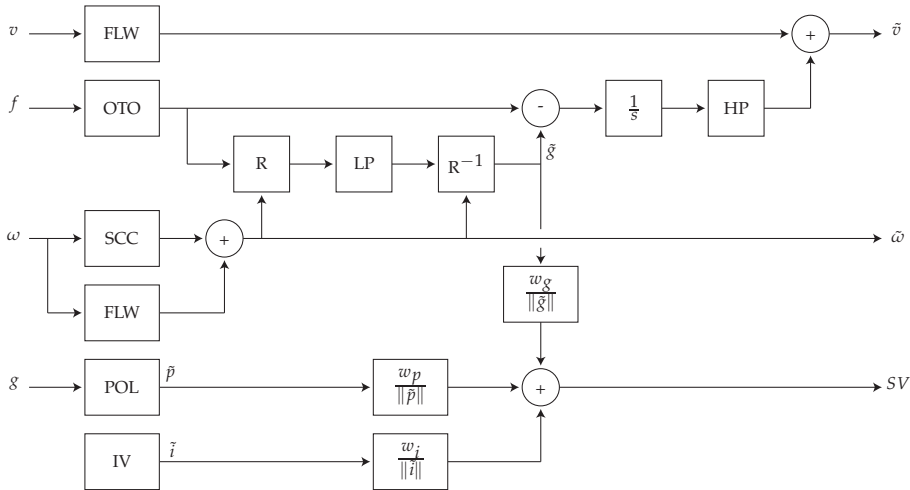 v FLW + ṽ
f OTO - 1/s HP
R LP R⁻¹ g̃
ω SCC + ω̃
FLW w_g/‖g̃‖
g POL p̃ w_p/‖p̃‖ + SV
IV ĩ w_i/‖ĩ‖